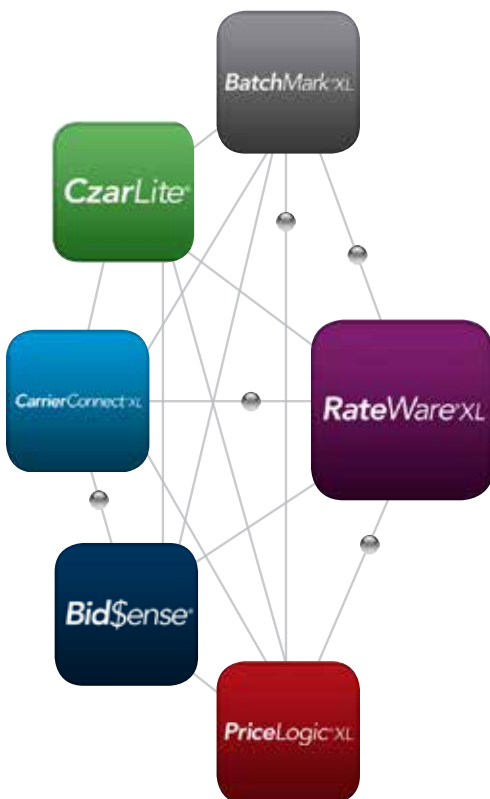 BatchMark® XL
CzarLite®
CarrierConnect® XL
RateWare® XL
Bid$ense®
PriceLogic® XL